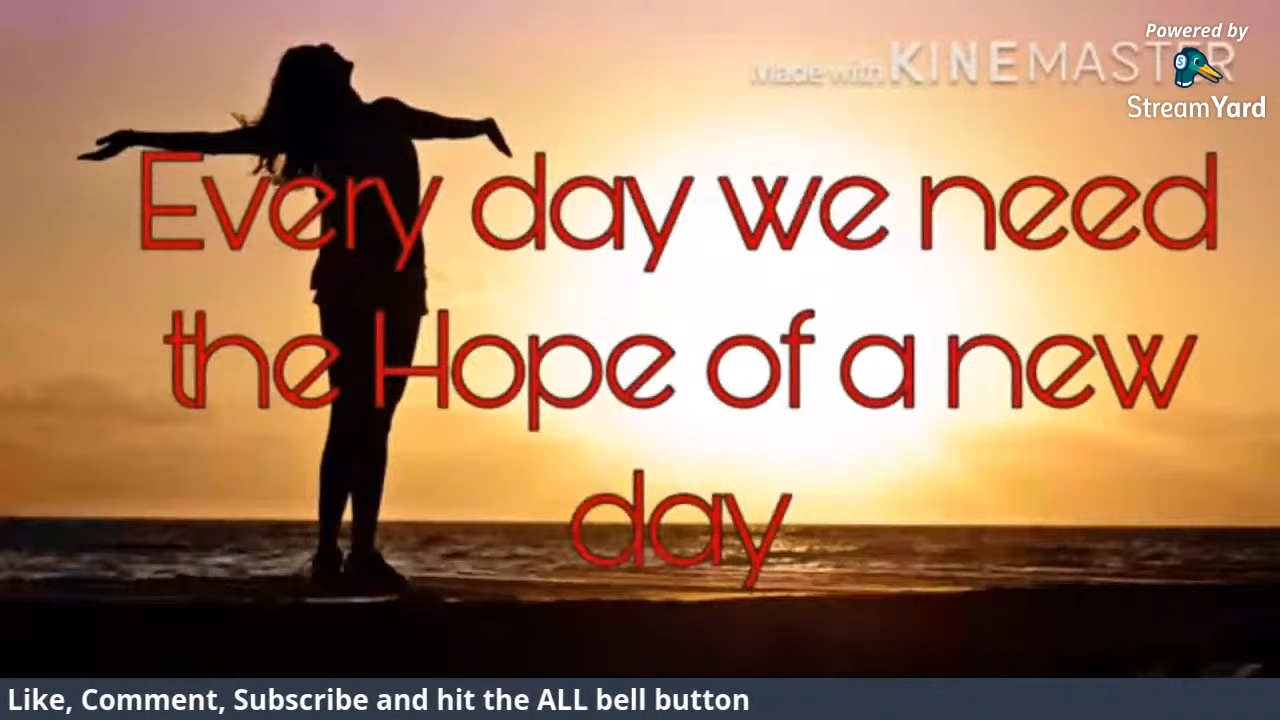 Powered by
Made with KINEMASTER
StreamYard
Every day we need
the Hope of a new
day
Like, Comment, Subscribe and hit the ALL bell button